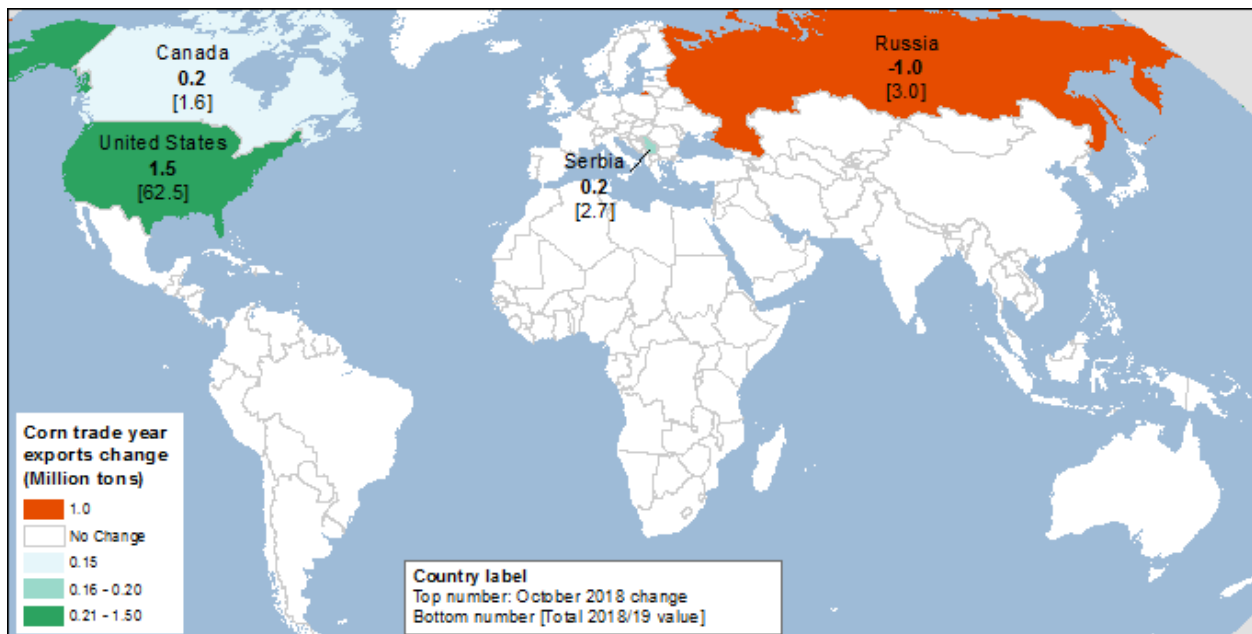 Canada
0.2
[1.6]
United States
1.5
[62.5]
Serbia
0.2
[2.7]
Russia
-1.0
[3.0]
Corn trade year
exports change
(Million tons)
1.0
No Change
0.15
0.16 - 0.20
0.21 - 1.50
Country label
Top number: October 2018 change
Bottom number [Total 2018/19 value]